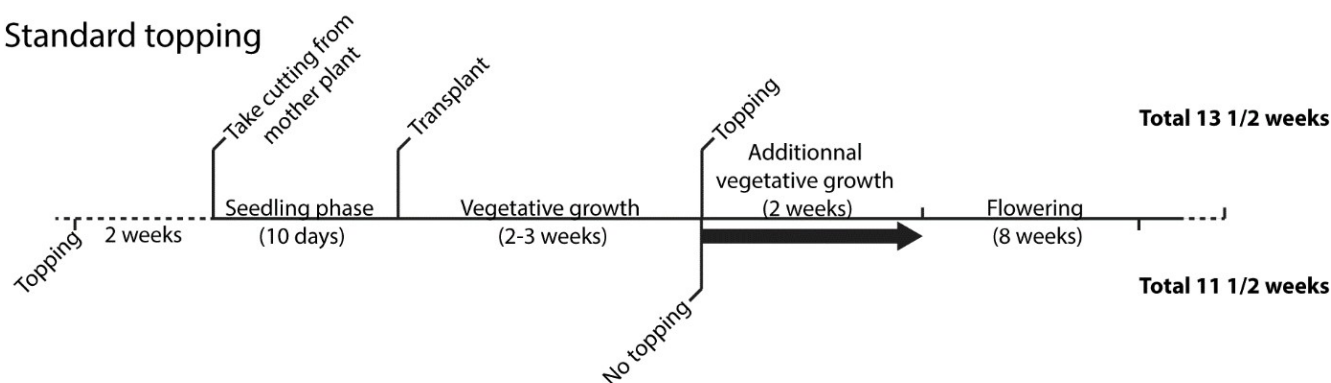 Standard topping
Take cutting from
mother plant
Transplant
Topping
Total 13 1/2 weeks
Additionnal
vegetative growth
(2 weeks)
Seedling phase
(10 days)
Vegetative growth
(2-3 weeks)
Flowering
(8 weeks)
2 weeks
Topping
No topping
Total 11 1/2 weeks